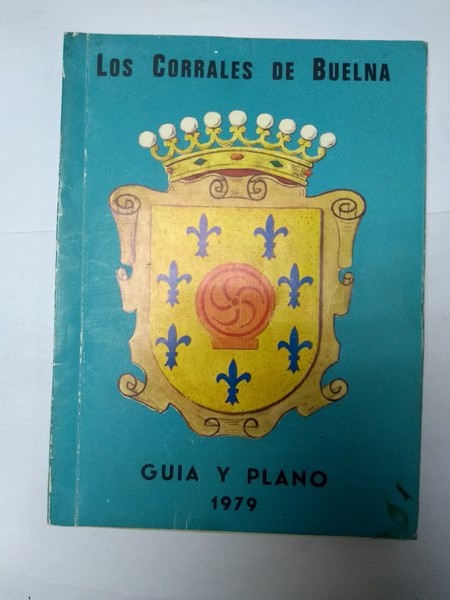 LOS CORRALES DE BUELNA
GUIA Y PLANO
1979